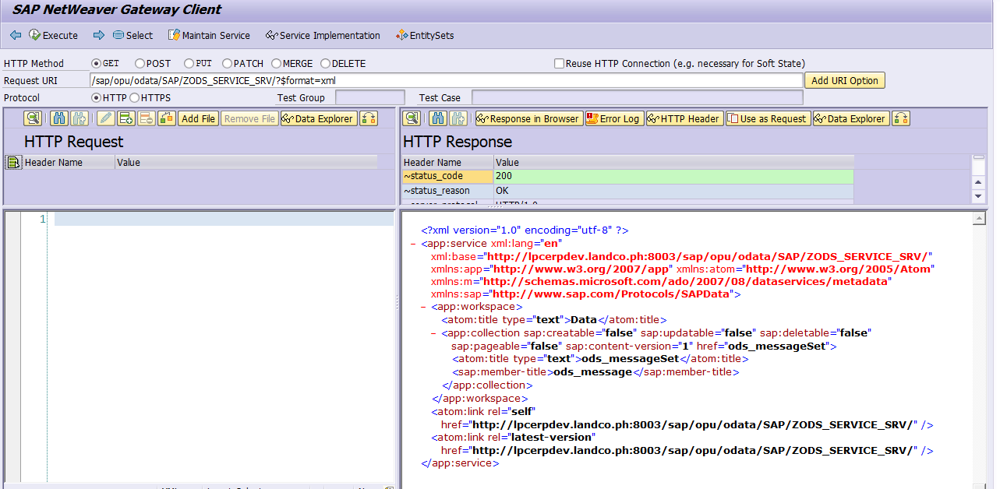 SAP NetWeaver Gateway Client
Execute Select Maintain Service Service Implementation EntitySets
HTTP Method GET POST PUT PATCH MERGE DELETE Reuse HTTP Connection (e.g. necessary for Soft State)
Request URI /sap/opu/odata/SAP/ZODS_SERVICE_SRV/?$format=xml Add URI Option
Protocol HTTP HTTPS Test Group Test Case
Add File Remove File Data Explorer
HTTP Request
Header Name Value
1
Response in Browser Error Log HTTP Header Use as Request Data Explorer
HTTP Response
Header Name Value
~status_code 200
~status_reason OK
~server_protocol HTTP/1.0
<?xml version="1.0" encoding="utf-8" ?>
- <app:service xml:lang="en"
xml:base="http://lpcerpdev.landco.ph:8003/sap/opu/odata/SAP/ZODS_SERVICE_SRV/"
xmlns:app="http://www.w3.org/2007/app" xmlns:atom="http://www.w3.org/2005/Atom"
xmlns:m="http://schemas.microsoft.com/ado/2007/08/dataservices/metadata"
xmlns:sap="http://www.sap.com/Protocols/SAPData">
- <app:workspace>
<atom:title type="text">Data</atom:title>
- <app:collection sap:creatable="false" sap:updatable="false" sap:deletable="false"
sap:pageable="false" sap:content-version="1" href="ods_messageSet">
<atom:title type="text">ods_messageSet</atom:title>
<sap:member-title>ods_message</sap:member-title>
</app:collection>
</app:workspace>
<atom:link rel="self"
href="http://lpcerpdev.landco.ph:8003/sap/opu/odata/SAP/ZODS_SERVICE_SRV/" />
<atom:link rel="latest-version"
href="http://lpcerpdev.landco.ph:8003/sap/opu/odata/SAP/ZODS_SERVICE_SRV/" />
</app:service>